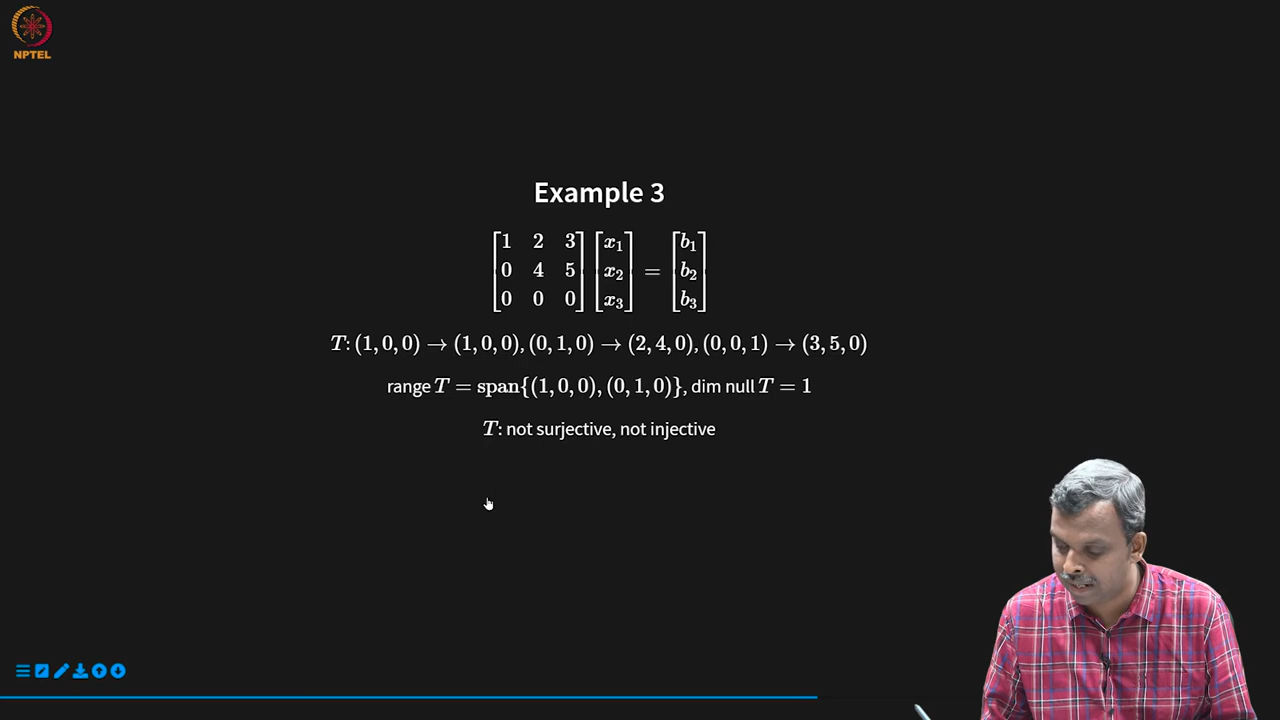 NPTEL
Example 3
[1 2 3; 0 4 5; 0 0 0] [x₁; x₂; x₃] = [b₁; b₂; b₃]
T: (1, 0, 0) → (1, 0, 0), (0, 1, 0) → (2, 4, 0), (0, 0, 1) → (3, 5, 0)
range T = span{(1, 0, 0), (0, 1, 0)}, dim null T = 1
T: not surjective, not injective